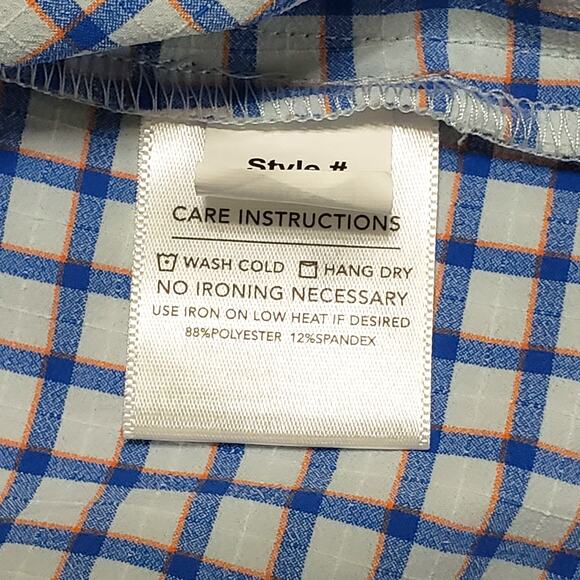 Style #
CARE INSTRUCTIONS
WASH COLD HANG DRY
NO IRONING NECESSARY
USE IRON ON LOW HEAT IF DESIRED
88%POLYESTER 12%SPANDEX